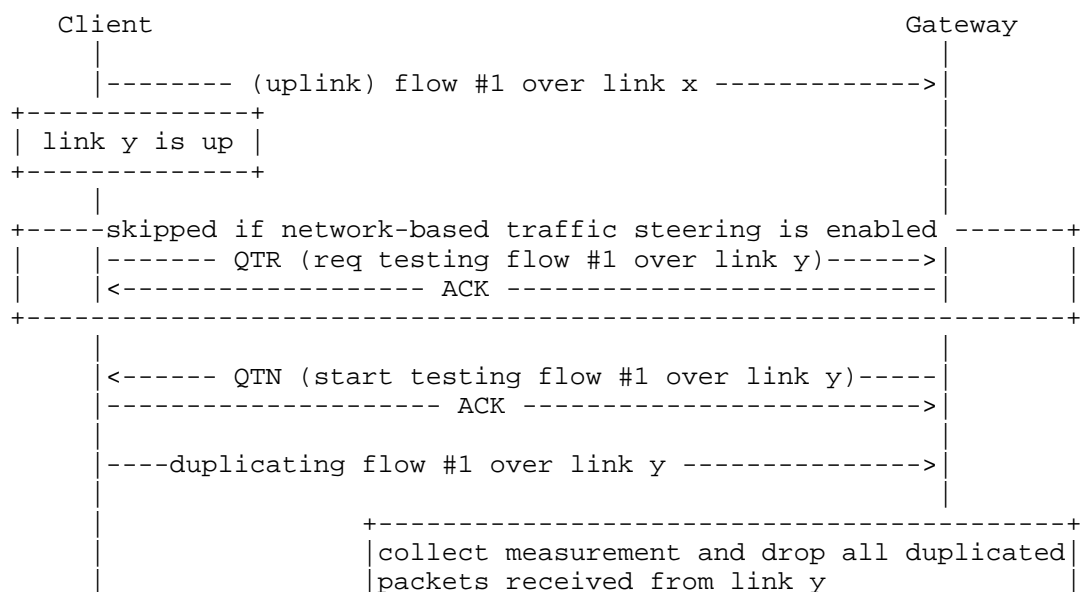 Client                                               Gateway
|                                                    |
|-------- (uplink) flow #1 over link x ------------->|
+--------------+                                     |
| link y is up |                                     |
+--------------+                                     |
|                                                    |
+-----skipped if network-based traffic steering is enabled -------+
|     |------- QTR (req testing flow #1 over link y)------>|       |
|     |<------------------- ACK ---------------------------|       |
+-----------------------------------------------------------------+
|                                                    |
|<------ QTN (start testing flow #1 over link y)-----|
|--------------------- ACK ------------------------->|
|                                                    |
|----duplicating flow #1 over link y --------------->|
|                                                    |
|                +-------------------------------------------+
|                |collect measurement and drop all duplicated|
|                |packets received from link y               |